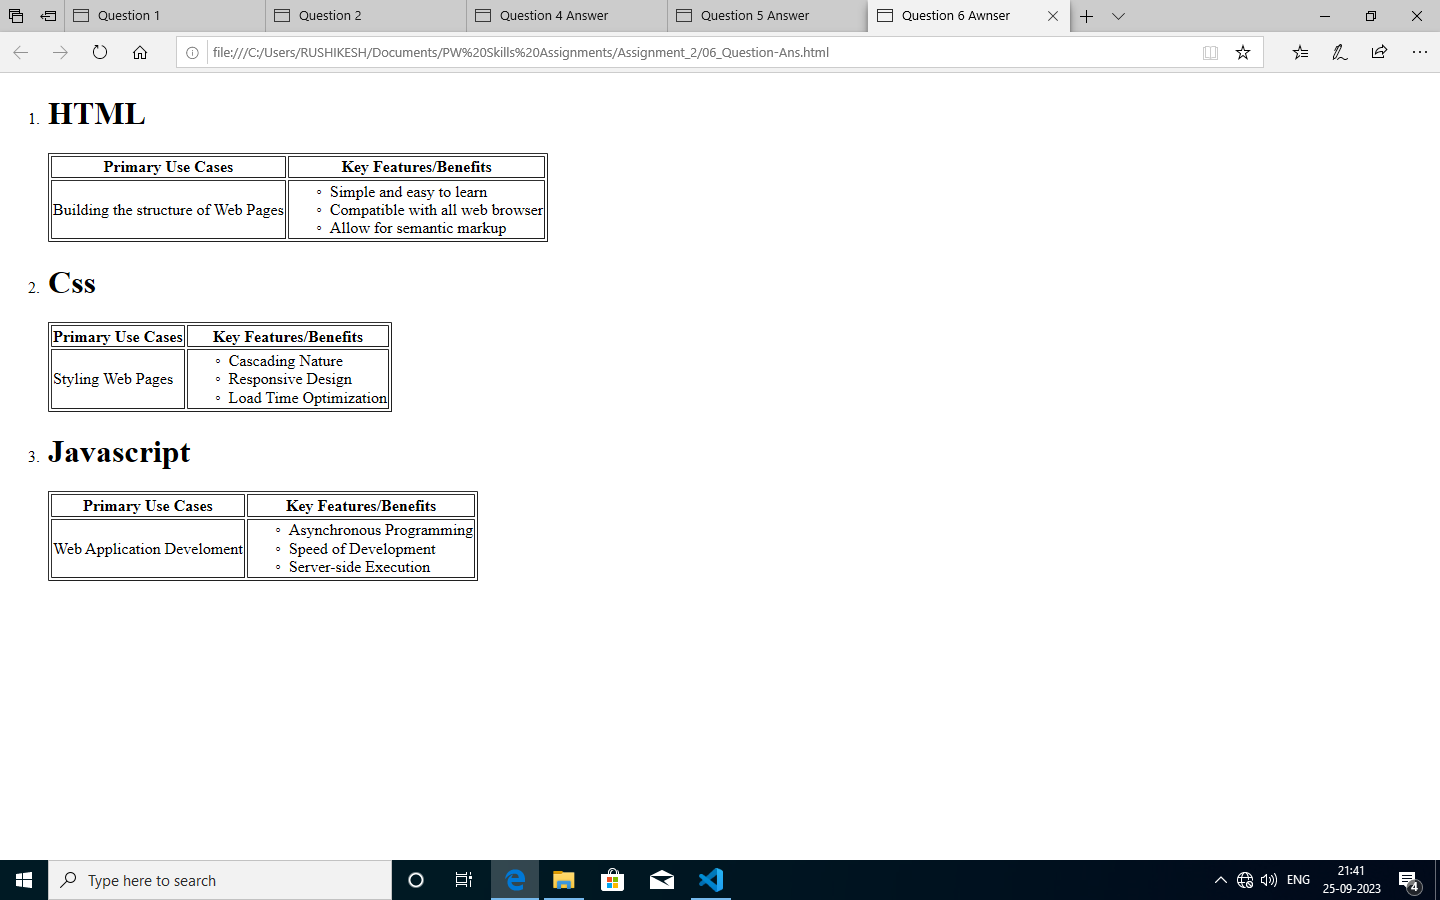 Question 1
Question 2
Question 4 Answer
Question 5 Answer
Question 6 Awnser
file:///C:/Users/RUSHIKESH/Documents/PW%20Skills%20Assignments/Assignment_2/06_Question-Ans.html
1. HTML
Primary Use Cases Key Features/Benefits
Building the structure of Web Pages
◦ Simple and easy to learn
◦ Compatible with all web browser
◦ Allow for semantic markup
2. Css
Primary Use Cases Key Features/Benefits
Styling Web Pages
◦ Cascading Nature
◦ Responsive Design
◦ Load Time Optimization
3. Javascript
Primary Use Cases Key Features/Benefits
Web Application Develoment
◦ Asynchronous Programming
◦ Speed of Development
◦ Server-side Execution
Type here to search
ENG
21:41
25-09-2023
4